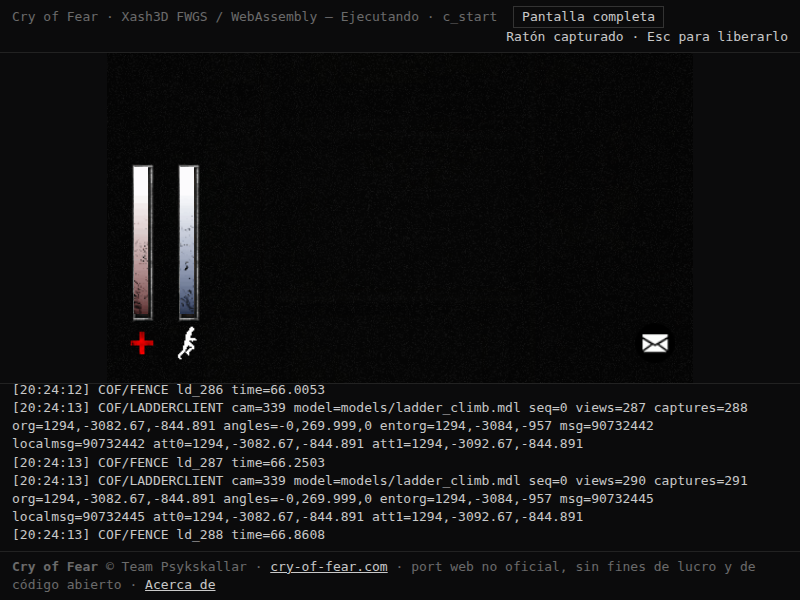 Cry of Fear · Xash3D FWGS / WebAssembly — Ejecutando · c_start Pantalla completa
Ratón capturado · Esc para liberarlo
[20:24:12] COF/FENCE ld_286 time=66.0053
[20:24:13] COF/LADDERCLIENT cam=339 model=models/ladder_climb.mdl seq=0 views=287 captures=288
org=1294,-3082.67,-844.891 angles=-0,269.999,0 entorg=1294,-3084,-957 msg=90732442
localmsg=90732442 att0=1294,-3082.67,-844.891 att1=1294,-3092.67,-844.891
[20:24:13] COF/FENCE ld_287 time=66.2503
[20:24:13] COF/LADDERCLIENT cam=339 model=models/ladder_climb.mdl seq=0 views=290 captures=291
org=1294,-3082.67,-844.891 angles=-0,269.999,0 entorg=1294,-3084,-957 msg=90732445
localmsg=90732445 att0=1294,-3082.67,-844.891 att1=1294,-3092.67,-844.891
[20:24:13] COF/FENCE ld_288 time=66.8608
Cry of Fear © Team Psykskallar · cry-of-fear.com · port web no oficial, sin fines de lucro y de
código abierto · Acerca de